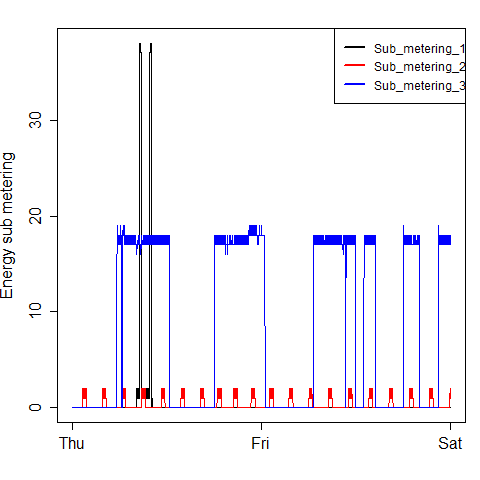 Sub_metering_1
Sub_metering_2
Sub_metering_3
Energy sub metering
30
20
10
0
Thu Fri Sat